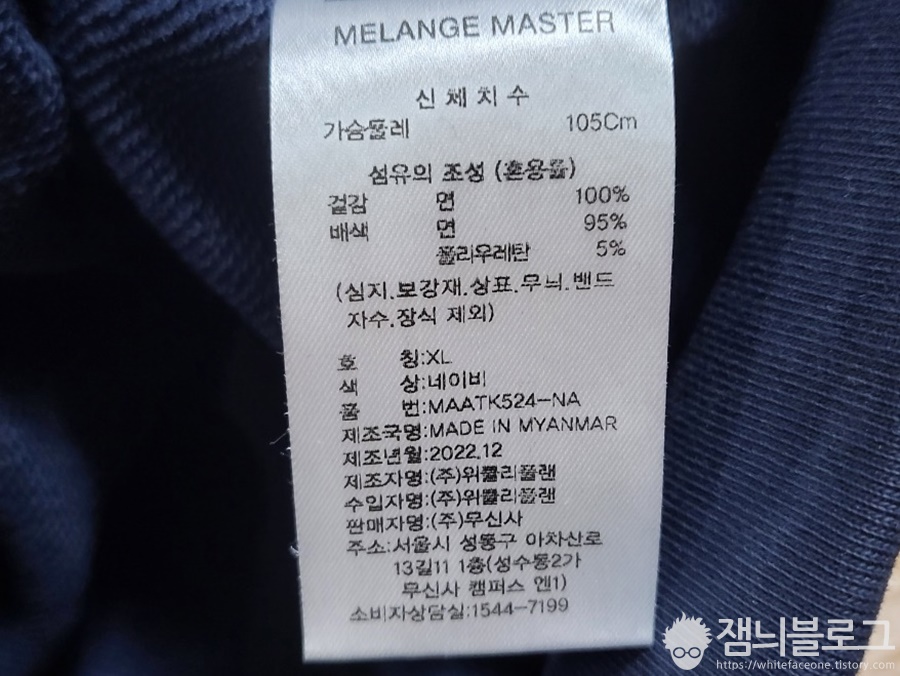 MELANGE MASTER
신체치수
가슴둘레 105Cm
섬유의 조성 (혼용률)
겉감 면 100%
배색 면 95%
폴리우레탄 5%
(심지.보강재.상표.무늬.밴드
자수.장식 제외)
호 칭:XL
색 상:네이비
품 번:MAATK524-NA
제조국명:MADE IN MYANMAR
제조년월:2022.12
제조자명:(주)위클리플랜
수입자명:(주)위클리플랜
판매자명:(주)무신사
주소:서울시 성동구 아차산로
13길11 1층(성수동2가
무신사 캠퍼스 엔1)
소비자상담실:1544-7199
잼늬블로그
https://whitefaceone.tistory.com